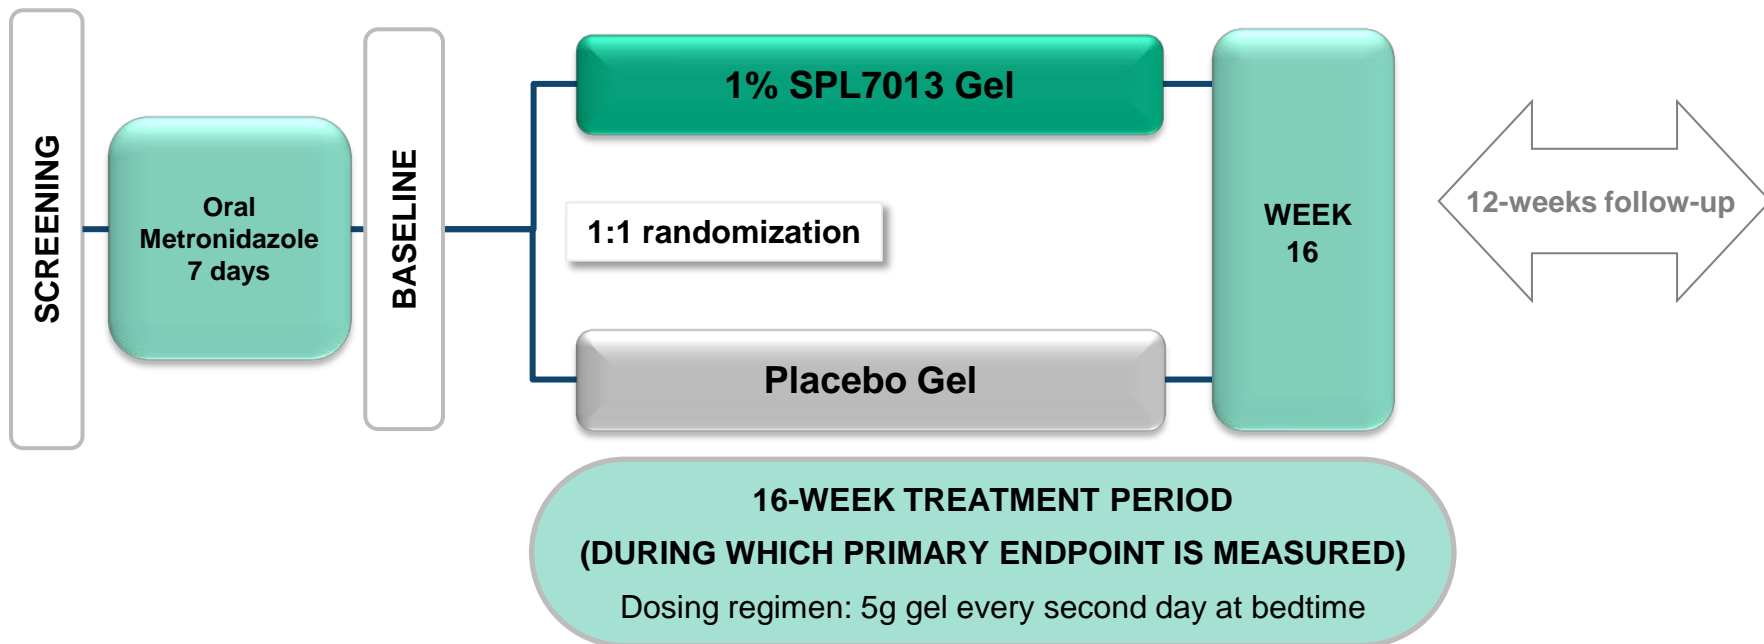 SCREENING
Oral
Metronidazole
7 days
BASELINE
1% SPL7013 Gel
1:1 randomization
Placebo Gel
WEEK
16
12-weeks follow-up
16-WEEK TREATMENT PERIOD
(DURING WHICH PRIMARY ENDPOINT IS MEASURED)
Dosing regimen: 5g gel every second day at bedtime